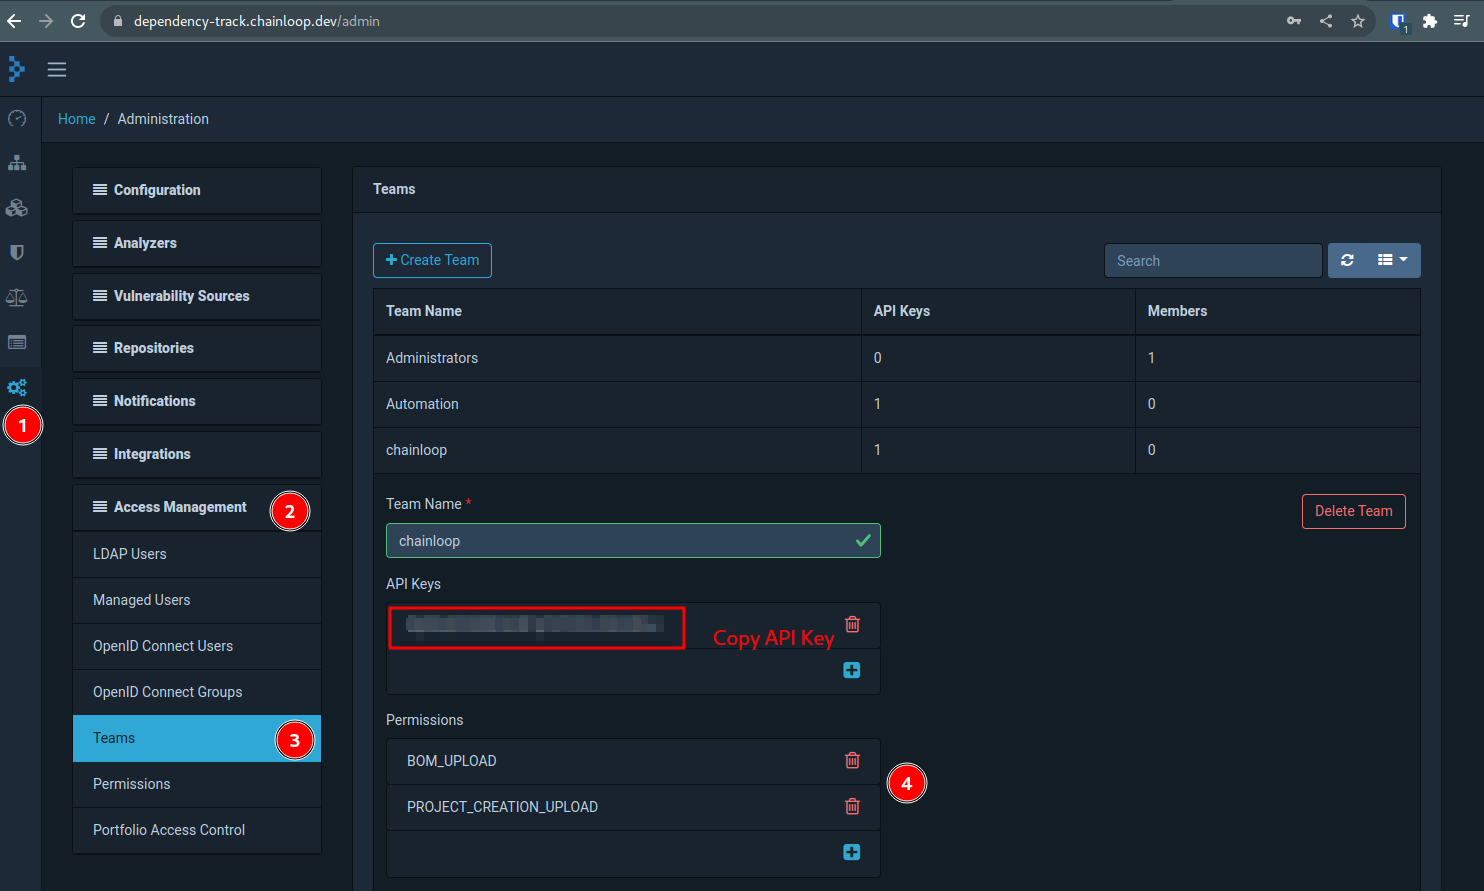 dependency-track.chainloop.dev/admin
1
Home / Administration
Configuration
Analyzers
Vulnerability Sources
Repositories
Notifications
1
Integrations
Access Management
2
LDAP Users
Managed Users
OpenID Connect Users
OpenID Connect Groups
Teams
3
Permissions
Portfolio Access Control
Teams
Create Team
Search
Team Name API Keys Members
Administrators 0 1
Automation 1 0
chainloop 1 0
Team Name *
Delete Team
chainloop
API Keys
Copy API Key
Permissions
BOM_UPLOAD
4
PROJECT_CREATION_UPLOAD